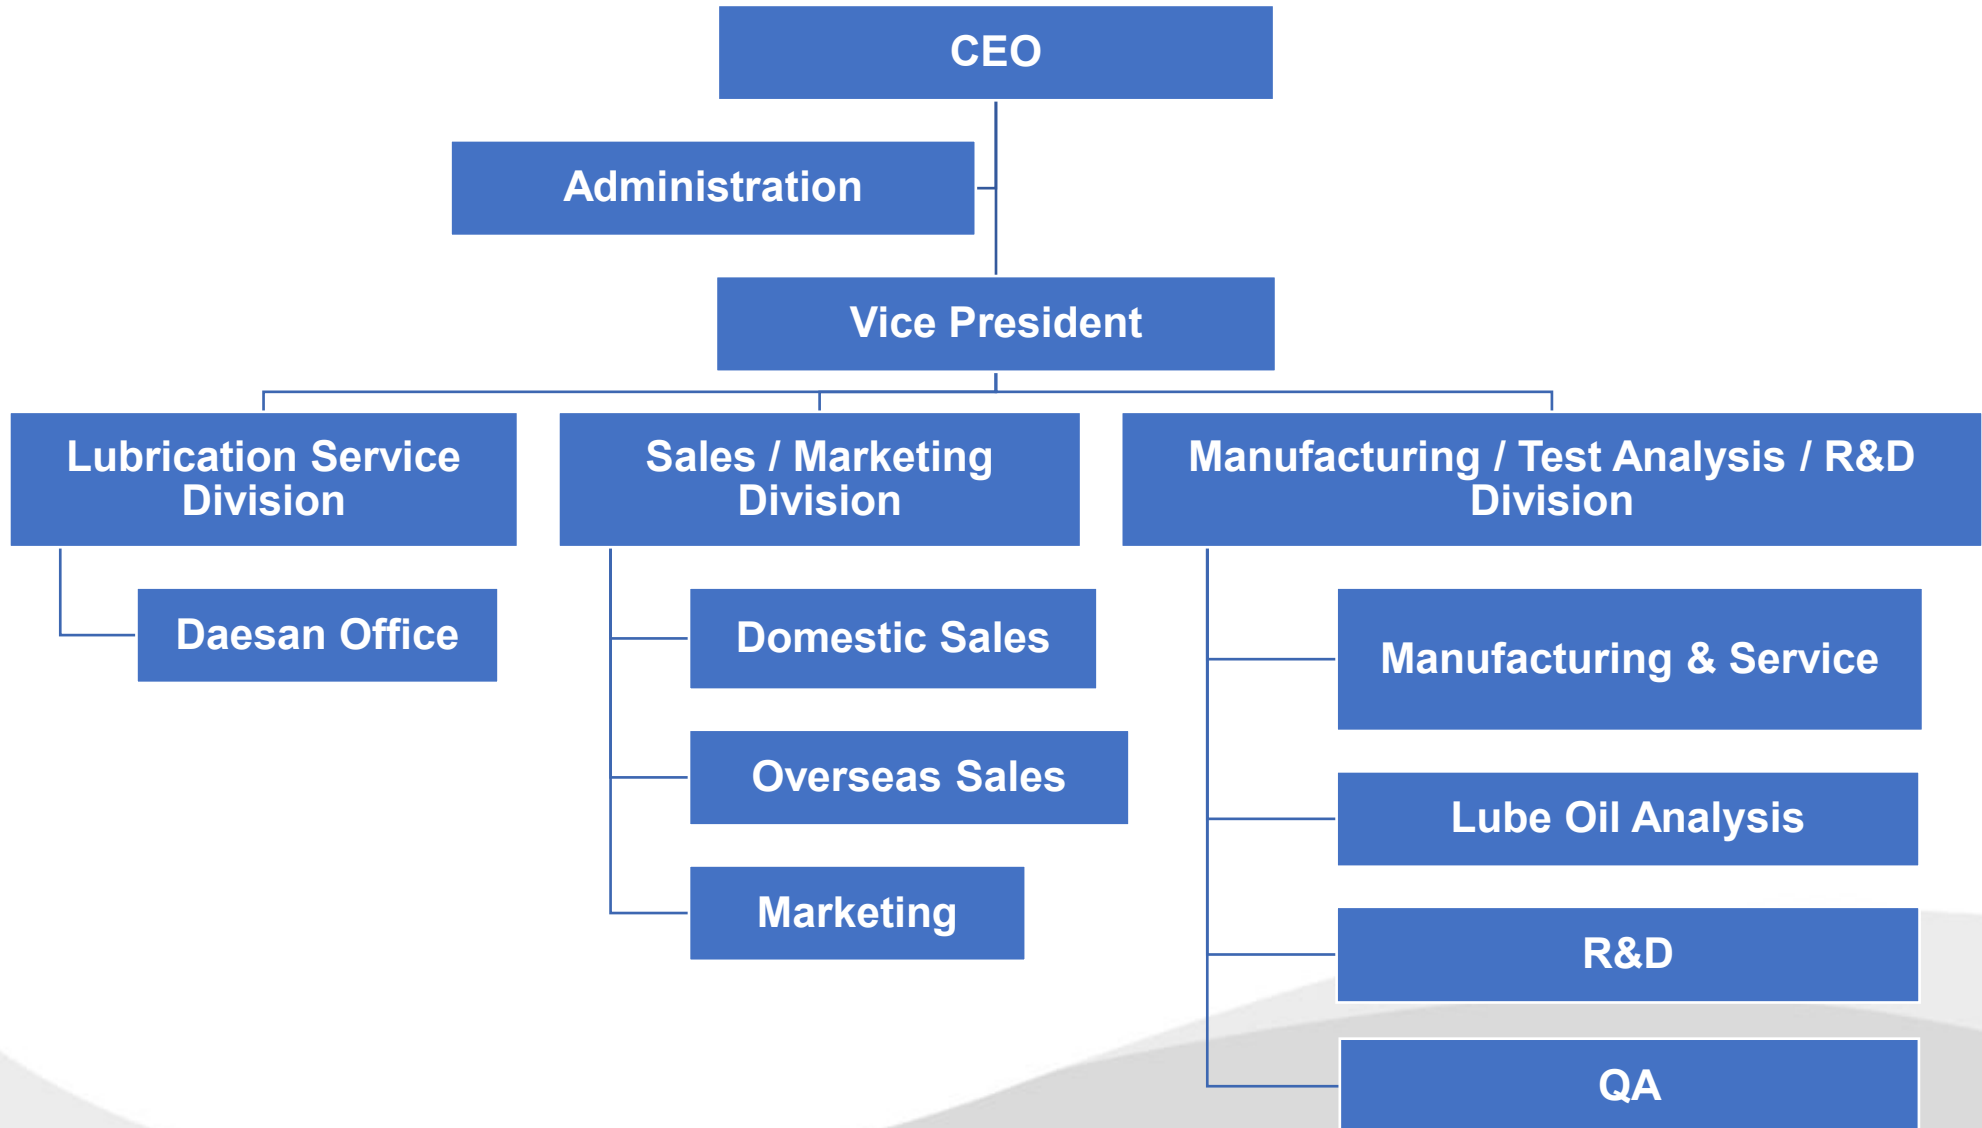 CEO
Administration
Vice President
Lubrication Service
Division
Sales / Marketing
Division
Manufacturing / Test Analysis / R&D
Division
Daesan Office
Domestic Sales
Overseas Sales
Marketing
Manufacturing & Service
Lube Oil Analysis
R&D
QA